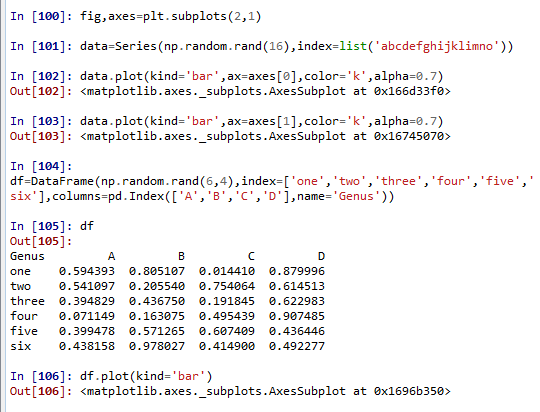 In [100]: fig,axes=plt.subplots(2,1)
In [101]: data=Series(np.random.rand(16),index=list('abcdefghijklimno'))
In [102]: data.plot(kind='bar',ax=axes[0],color='k',alpha=0.7)
Out[102]: <matplotlib.axes._subplots.AxesSubplot at 0x166d33f0>
In [103]: data.plot(kind='bar',ax=axes[1],color='k',alpha=0.7)
Out[103]: <matplotlib.axes._subplots.AxesSubplot at 0x16745070>
In [104]:
df=DataFrame(np.random.rand(6,4),index=['one','two','three','four','five','
six'],columns=pd.Index(['A','B','C','D'],name='Genus'))
In [105]: df
Out[105]:
Genus A B C D
one 0.594393 0.805107 0.014410 0.879996
two 0.541097 0.205540 0.754064 0.614513
three 0.394829 0.436750 0.191845 0.622983
four 0.071149 0.163075 0.495439 0.907485
five 0.399478 0.571265 0.607409 0.436446
six 0.438158 0.978027 0.414900 0.492277
In [106]: df.plot(kind='bar')
Out[106]: <matplotlib.axes._subplots.AxesSubplot at 0x1696b350>